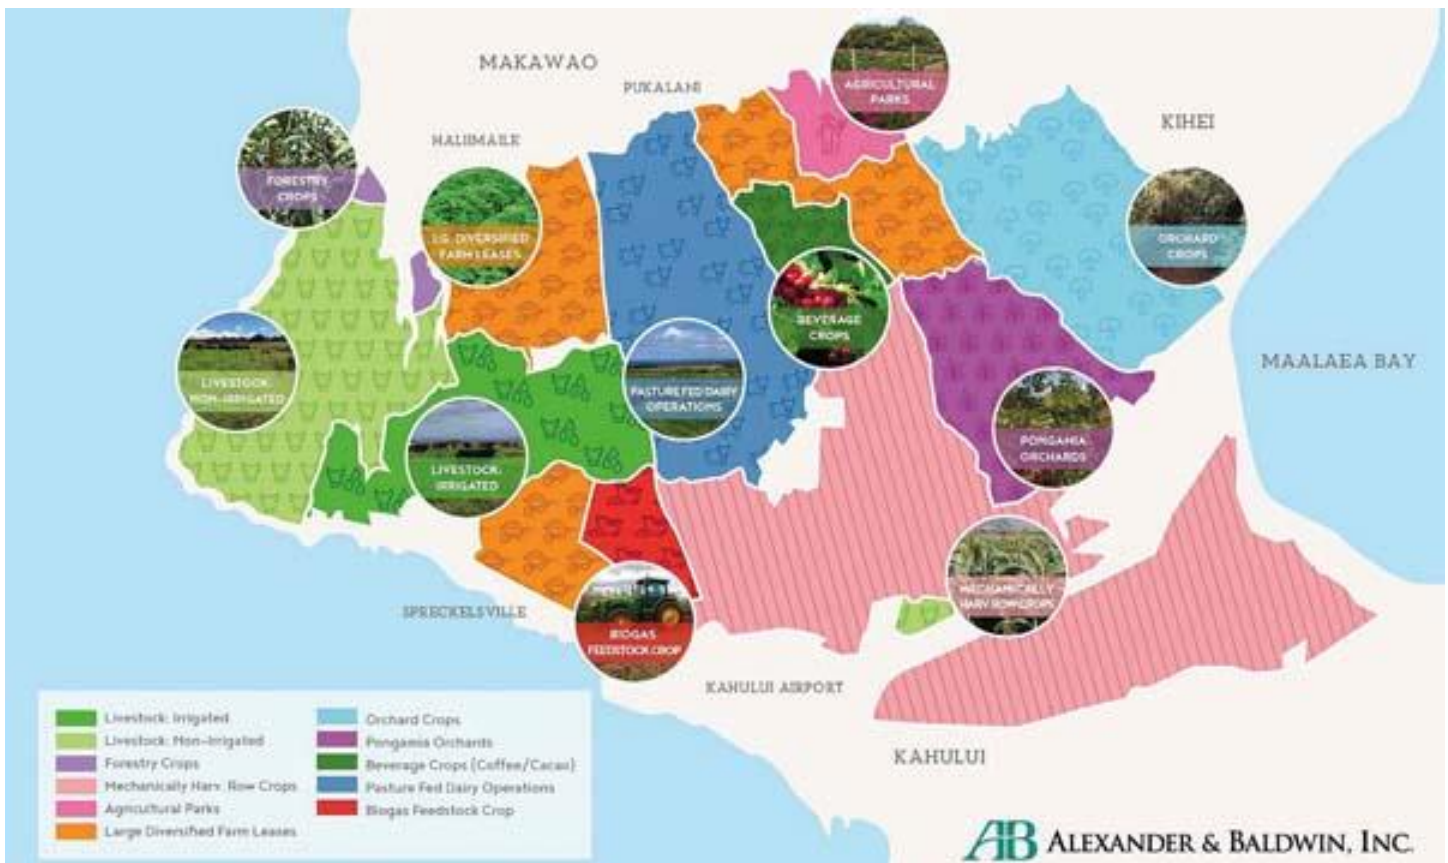 MAKAWAO
PUKALANI
HALIIMAILE
KIHEI
MAALAEA BAY
SPRECKELSVILLE
KAHULUI AIRPORT
KAHULUI
AGRICULTURAL
PARKS
FORESTRY
CROPS
LG. DIVERSIFIED
FARM LEASES
ORCHARD
CROPS
BEVERAGE
CROPS
LIVESTOCK:
NON-IRRIGATED
PASTURE FED DAIRY
OPERATIONS
LIVESTOCK:
IRRIGATED
PONGAMIA
ORCHARDS
MECHANICALLY
HARV. ROW CROPS
BIOGAS
FEEDSTOCK CROP
Livestock: Irrigated
Livestock: Non-Irrigated
Forestry Crops
Mechanically Harv. Row Crops
Agricultural Parks
Large Diversified Farm Leases
Orchard Crops
Pongamia Orchards
Beverage Crops (Coffee/Cacao)
Pasture Fed Dairy Operations
Biogas Feedstock Crop
AB ALEXANDER & BALDWIN, INC.